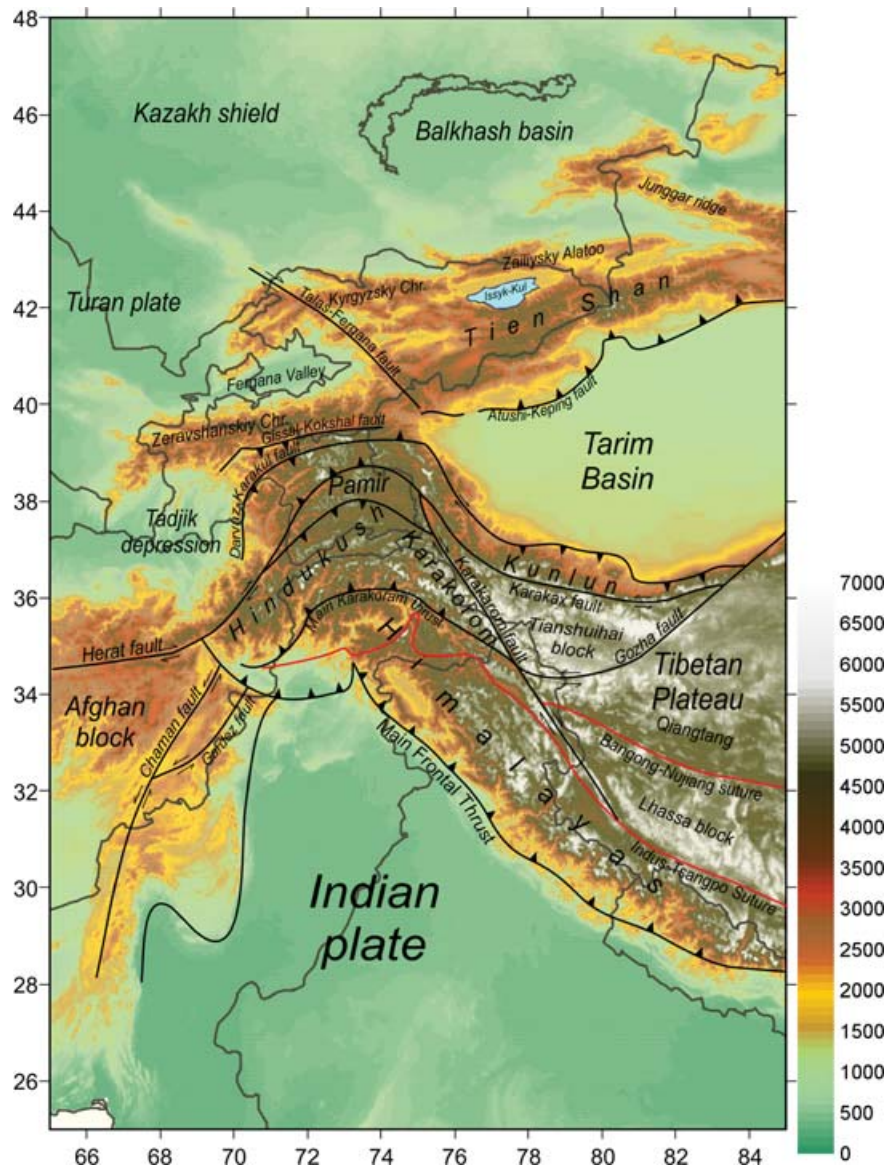 48
46
44
42
40
38
36
34
32
30
28
26
Kazakh shield
Balkhash basin
Junggar ridge
Zailiysky Alatoo
Turan plate
Kyrgyzsky Chr.
Issyk-Kul
Talas-Fergana fault
Tien Shan
Fergana Valley
Atushi-Keping fault
Zeravshanskiy Chr.
Gissar-Kokshal fault
Tarim
Basin
Darvaz-Karakul fault
Pamir
Tadjik
depression
Hindukush
Karakorom
Kunlun
Karakorom fault
Karakax fault
Main Karakoram Thrust
Tianshuihai
block
Gozha fault
Herat fault
Tibetan
Plateau
Qiangtang
Afghan
block
Chaman fault
Gardez fault
Himalayas
Main Frontal Thrust
Bangong-Nujiang suture
Lhassa block
Indus-Tsangpo Suture
Indian
plate
66 68 70 72 74 76 78 80 82 84
7000
6500
6000
5500
5000
4500
4000
3500
3000
2500
2000
1500
1000
500
0